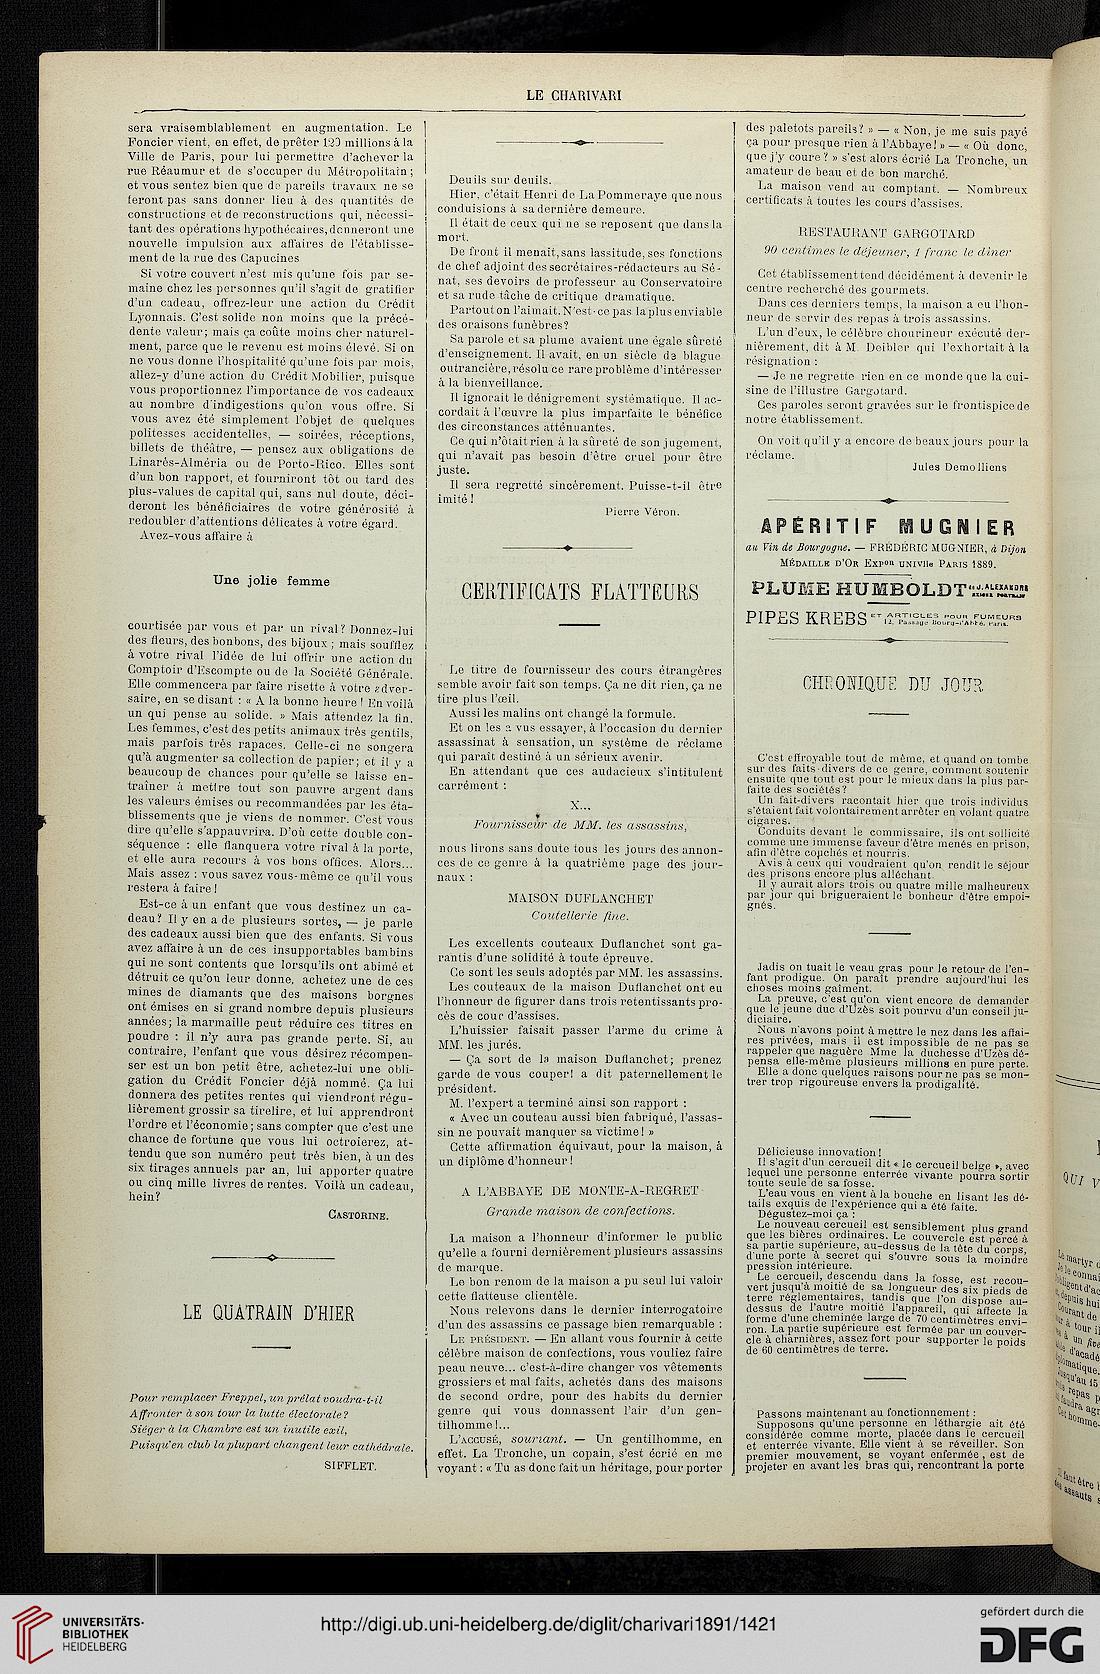 LE CHARIVARI
sera vraisemblablement en augmentation. Le
Foncier vient, en effet, de prêter 120 millions à la
Ville de Paris, pour lui permettre d'achever la
rue Réaumur et de s'occuper du Métropolitain ;
et vous sentez bien que de pareils travaux ne se
feront pas sans donner lieu à des quantités de
constructions et de reconstructions qui, nécessi-
tant des opérations hypothécaires, donneront une
nouvelle impulsion aux affaires de l'établisse-
ment de la rue des Capucines
Si votre couvert n'est mis qu'une fois par se-
maine chez les personnes qu'il s'agit de gratifier
d'un cadeau, offrez-leur une action du Crédit
Lyonnais. C'est solide non moins que la précé-
dente valeur ; mais ça coûte moins cher naturel-
ment, parce que le revenu est moins élevé. Si on
ne vous donne l'hospitalité qu'une fois par mois,
allez-y d'une action du Crédit Mobilier, puisque
vous proportionnez l'importance de vos cadeaux
au nombre d'indigestions qu'on vous offre. Si
vous avez été simplement l'objet de quelques
politesses accidentelles, — soirées, réceptions,
billets de théâtre, — pensez aux obligations de
Linarès-Alméria ou de Porto-Rico. Elles sont
d'un bon rapport, et fourniront tôt ou tard des
plus-values de capital qui, sans nul doute, déci-
deront les bénéficiaires de votre générosité à
redoubler d'attentions délicates à votre égard.
Avez-vous affaire à
Une jolie femme
courtisée par vous et par un rival ? Donnez-lui
des fleurs, des bonbons, des bijoux ; mais soufflez
à votre rival l'idée de lui offrir une action du
Comptoir d'Escompte ou de la Société Générale.
Elle commencera par faire risette à votre adver-
saire, en se disant : « A la bonne heure ! En voilà
un qui pense au solide. » Mais attendez la fin.
Les femmes, c'est des petits animaux très gentils,
mais parfois très rapaces. Celle-ci ne songera
qu'à augmenter sa collection de papier ; et il y a
beaucoup de chances pour qu'elle se laisse en-
traîner à mettre tout son pauvre argent dans
les valeurs émises ou recommandées par les éta-
blissements que je viens de nommer. C'est vous
dire qu'elle s'appauvrira. D'où cette double con-
séquence : elle flanquera votre rival à la porte,
et elle aura recours à vos bons offices. Alors...
Mais assez : vous savez vous-même ce qu'il vous
restera à faire !
Est-ce à un enfant que vous destinez un ca-
deau ? Il y en a de plusieurs sortes, — je parle
des cadeaux aussi bien que des enfants. Si vous
avez affaire à un de ces insupportables bambins
qui ne sont contents que lorsqu'ils ont abîmé et
détruit ce qu'on leur donne, achetez une de ces
mines de diamants que des maisons borgnes
ont émises en si grand nombre depuis plusieurs
années ; la marmaille peut réduire ces titres en
poudre : il n'y aura pas grande perte. Si, au
contraire, l'enfant que vous désirez récompen-
ser est un bon petit être, achetez-lui une obli-
gation du Crédit Foncier déjà nommé. Ça lui
donnera des petites rentes qui viendront régu-
lièrement grossir sa tirelire, et lui apprendront
l'ordre et l'économie ; sans compter que c'est une
chance de fortune que vous lui octroierez, at-
tendu que son numéro peut très bien, à un des
six tirages annuels par an, lui apporter quatre
ou cinq mille livres de rentes. Voilà un cadeau,
hein ?
CASTORINE.
LE QUATRAIN D'HIER
Pour remplacer Freppel, un prélat voudra-t-il
Affronter à son tour la lutte électorale ?
Siéger à la Chambre est un inutile exil,
Puisqu'en club la plupart changent leur cathédrale.
SIFFLET.
Deuils sur deuils.
Hier, c'était Henri de La Pommeraye que nous
conduisions à sa dernière demeure.
Il était de ceux qui ne se reposent que dans la
mort.
De front il menait, sans lassitude, ses fonctions
de chef adjoint des secrétaires-rédacteurs au Sé-
nat, ses devoirs de professeur au Conservatoire
et sa rude tâche de critique dramatique.
Partout on l'aimait. N'est-ce pas la plus enviable
des oraisons funèbres ?
Sa parole et sa plume avaient une égale sûreté
d'enseignement. Il avait, en un siècle de blague
outrancière, résolu ce rare problème d'intéresser
à la bienveillance.
Il ignorait le dénigrement systématique. Il ac-
cordait à l'œuvre la plus imparfaite le bénéfice
des circonstances atténuantes.
Ce qui n'ôtait rien à la sûreté de son jugement,
qui n'avait pas besoin d'être cruel pour être
juste.
Il sera regretté sincèrement. Puisse-t-il être
imité !
Pierre Véron.
CERTIFICATS FLATTEURS
Le titre de fournisseur des cours étrangères
semble avoir fait son temps. Ça ne dit rien, ça ne
tire plus l'œil.
Aussi les malins ont changé la formule.
Et on les a vus essayer, à l'occasion du dernier
assassinat à sensation, un système de réclame
qui paraît destiné à un sérieux avenir.
En attendant que ces audacieux s'intitulent
carrément :
X...
Fournisseur de MM. les assassins,
nous lirons sans doute tous les jours des annon-
ces de ce genre à la quatrième page des jour-
naux :
MAISON DUFLANCHET
Coutellerie fine.
Les excellents couteaux Duflanchet sont ga-
rantis d'une solidité à toute épreuve.
Ce sont les seuls adoptés par MM. les assassins.
Les couteaux de la maison Duflanchet ont eu
l'honneur de figurer dans trois retentissants pro-
cès de cour d'assises.
L'huissier faisait passer l'arme du crime à
MM. les jurés.
— Ça sort de la maison Duflanchet ; prenez
garde de vous couper ! a dit paternellement le
président.
M. l'expert a terminé ainsi son rapport :
« Avec un couteau aussi bien fabriqué, l'assas-
sin ne pouvait manquer sa victime ! »
Cette affirmation équivaut, pour la maison, à
un diplôme d'honneur !
A L'ABBAYE DE MONTE-A-REGRET
Grande maison de confections.
La maison a l'honneur d'informer le public
qu'elle a fourni dernièrement plusieurs assassins
de marque.
Le bon renom de la maison a pu seul lui valoir
cette flatteuse clientèle.
Nous relevons dans le dernier interrogatoire
d'un des assassins ce passage bien remarquable :
LE PRÉSIDENT. — En allant vous fournir à cette
célèbre maison de confections, vous vouliez faire
peau neuve... c'est-à-dire changer vos vêtements
grossiers et mal faits, achetés dans des maisons
de second ordre, pour des habits du dernier
genre qui vous donnassent l'air d'un gen-
tilhomme !...
L'ACCUSÉ, souriant. — Un gentilhomme, en
effet. La Tronche, un copain, s'est écrié en me
voyant : « Tu as donc fait un héritage, pour porter
des paletots pareils ? » — « Non, je me suis payé
ça pour presque rien à l'Abbaye ! » — « Où donc,
que j'y coure ? » s'est alors écrié La Tronche, un
amateur de beau et de bon marché.
La maison vend au comptant. — Nombreux
certificats à toutes les cours d'assises.
RESTAURANT GARGOTARD
90 centimes le déjeuner, 1 franc le dîner
Cet établissement tend décidément à devenir le
centre recherché des gourmets.
Dans ces derniers temps, la maison a eu l'hon-
neur de servir des repas à trois assassins.
L'un d'eux, le célèbre chourineur exécuté der-
nièrement, dit à M. Deibler qui l'exhortait à la
résignation :
— Je ne regrette rien en ce monde que la cui-
sine de l'illustre Gargotard.
Ces paroles seront gravées sur le frontispice de
notre établissement.
On voit qu'il y a encore de beaux jours pour la
réclame.
Jules Demolliens
APÉRITIF MUGNIER
au Vin de Bourgogne. — FRÉDÉRIC MUGNIER, à Dijon
MÉDAILLE D'OR EXPon UNIVlle PARIS 1889.
PLUME HUMBOLDT de J. ALEXANDRE
PIPES KREBS ET ARTICLES POUR FUMEURS
12, Passage Bourg-l'Abbé, Paris.
CHRONIQUE DU JOUR
C'est effroyable tout de même, et quand on tombe
sur des faits-divers de ce genre, comment soutenir
ensuite que tout est pour le mieux dans la plus par-
faite des sociétés ?
Un fait-divers racontait hier que trois individus
s'étaient fait volontairement arrêter en volant quatre
cigares.
Conduits devant le commissaire, ils ont sollicité
comme une immense faveur d'être menés en prison,
afin d'être copchés et nourris.
Avis à ceux qui voudraient qu'on rendît le séjour
des prisons encore plus alléchant.
Il y aurait alors trois ou quatre mille malheureux
par jour qui brigueraient le bonheur d'être empoi-
gnés.
Jadis on tuait le veau gras pour le retour de l'en-
fant prodigue. On paraît prendre aujourd'hui les
choses moins gaîment.
La preuve, c'est qu'on vient encore de demander
que le jeune duc d'Uzès soit pourvu d'un conseil ju-
diciaire.
Nous n'avons point à mettre le nez dans les affai-
res privées, mais il est impossible de ne pas se
rappeler que naguère Mme la duchesse d'Uzès dé-
pensa elle-même plusieurs millions en pure perte.
Elle a donc quelques raisons pour ne pas se mon-
trer trop rigoureuse envers la prodigalité.
Délicieuse innovation !
Il s'agit d'un cercueil dit « le cercueil belge », avec
lequel une personne enterrée vivante pourra sortir
toute seule de sa fosse.
L'eau vous en vient à la bouche en lisant les dé-
tails exquis de l'expérience qui a été faite.
Dégustez-moi ça :
Le nouveau cercueil est sensiblement plus grand
que les bières ordinaires. Le couvercle est percé à
sa partie supérieure, au-dessus de la tête du corps,
d'une porte à secret qui s'ouvre sous la moindre
pression intérieure.
Le cercueil, descendu dans la fosse, est recou-
vert jusqu'à moitié de sa longueur des six pieds de
terre réglementaires, tandis que l'on dispose au-
dessus de l'autre moitié l'appareil, qui affecte la
forme d'une cheminée large de 70 centimètres envi-
ron. La partie supérieure est fermée par un couver-
cle à charnières, assez fort pour supporter le poids
de 60 centimètres de terre.
Passons maintenant au fonctionnement :
Supposons qu'une personne en léthargie ait été
considérée comme morte, placée dans le cercueil
et enterrée vivante. Elle vient à se réveiller. Son
premier mouvement, se voyant enfermée, est de
projeter en avant les bras qui, rencontrant la porte
QUI V
UNIVERSITÄTS-
BIBLIOTHEK
HEIDELBERG
http://digi.ub.uni-heidelberg.de/diglit/charivari1891/1421
gefördert durch die
DFG